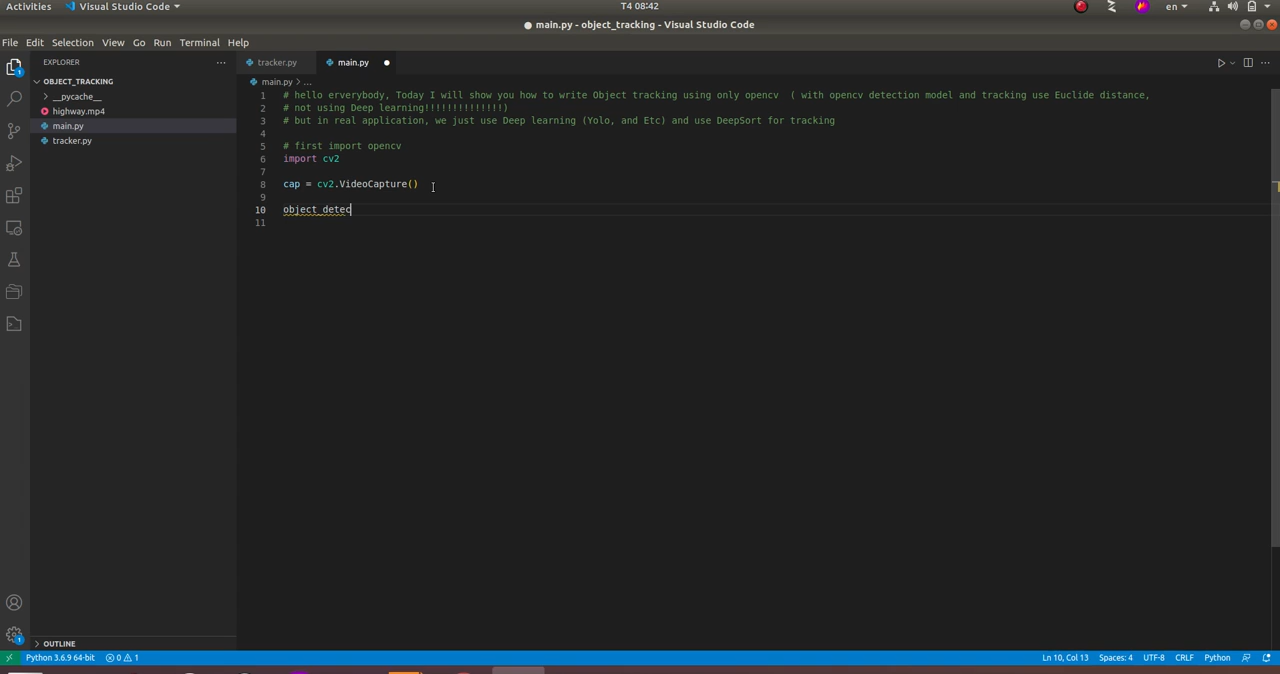 Activities Visual Studio Code T4 08:42 en
main.py - object_tracking - Visual Studio Code
File Edit Selection View Go Run Terminal Help
EXPLORER ··· tracker.py main.py
OBJECT_TRACKING
main.py > ...
__pycache__
highway.mp4
main.py
tracker.py
1 # hello erverybody, Today I will show you how to write Object tracking using only opencv ( with opencv detection model and tracking use Euclide distance,
2 # not using Deep learning!!!!!!!!!!!!!!)
3 # but in real application, we just use Deep learning (Yolo, and Etc) and use DeepSort for tracking
4
5 # first import opencv
6 import cv2
7
8 cap = cv2.VideoCapture()
9
10 object_detec
11
1
1
OUTLINE
Python 3.6.9 64-bit 0 1 Ln 10, Col 13 Spaces: 4 UTF-8 CRLF Python